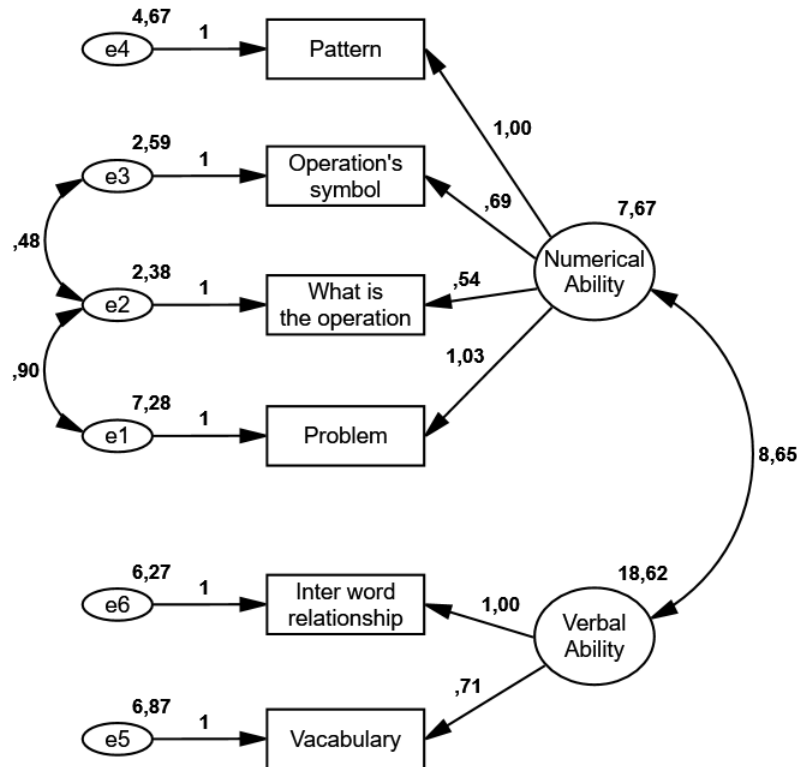 4,67
e4
1
Pattern
1,00
2,59
e3
1
Operation's
symbol
,69
7,67
Numerical
Ability
,48
2,38
e2
1
What is
the operation
,54
,90
1,03
7,28
e1
1
Problem
8,65
6,27
e6
1
Inter word
relationship
1,00
18,62
Verbal
Ability
,71
6,87
e5
1
Vacabulary